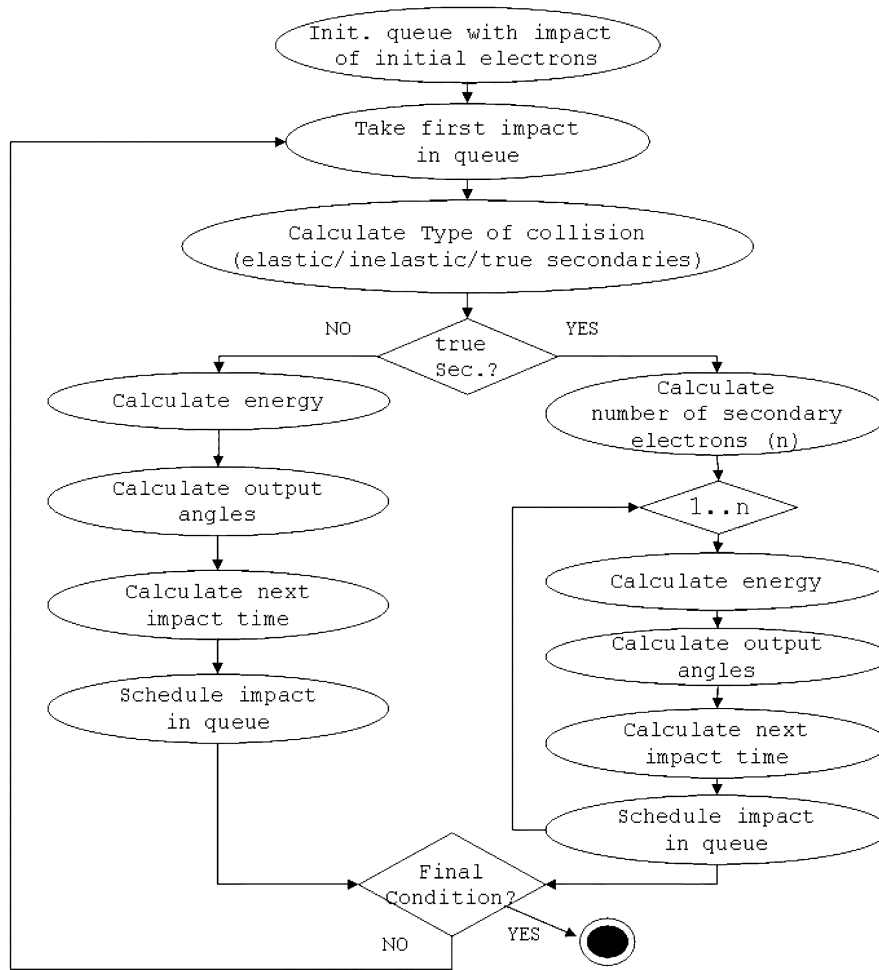 Init. queue with impact
of initial electrons
Take first impact
in queue
Calculate Type of collision
(elastic/inelastic/true secondaries)
NO
YES
true
Sec.?
Calculate energy
Calculate output
angles
Calculate next
impact time
Schedule impact
in queue
Calculate
number of secondary
electrons (n)
1..n
Calculate energy
Calculate output
angles
Calculate next
impact time
Schedule impact
in queue
Final
Condition?
NO
YES